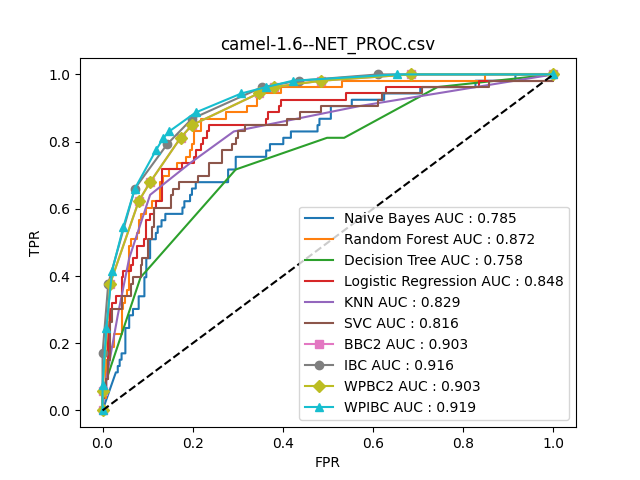 camel-1.6--NET_PROC.csv
1.0
0.8
0.6
0.4
0.2
0.0
TPR
Naive Bayes AUC : 0.785
Random Forest AUC : 0.872
Decision Tree AUC : 0.758
Logistic Regression AUC : 0.848
KNN AUC : 0.829
SVC AUC : 0.816
BBC2 AUC : 0.903
IBC AUC : 0.916
WPBC2 AUC : 0.903
WPIBC AUC : 0.919
0.0 0.2 0.4 0.6 0.8 1.0
FPR